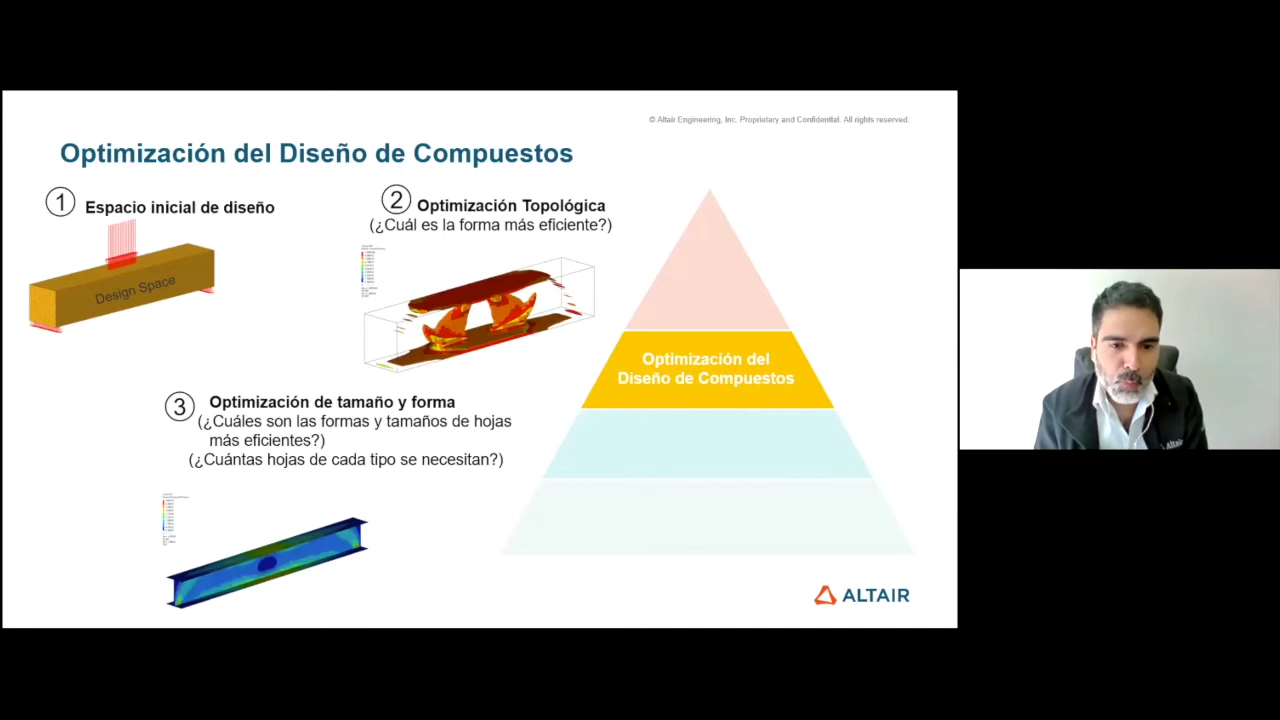 © Altair Engineering, Inc. Proprietary and Confidential. All rights reserved.
Optimización del Diseño de Compuestos
1 Espacio inicial de diseño
Design Space
2 Optimización Topológica
(¿Cuál es la forma más eficiente?)
Optimización del
Diseño de Compuestos
3 Optimización de tamaño y forma
(¿Cuáles son las formas y tamaños de hojas
más eficientes?)
(¿Cuántas hojas de cada tipo se necesitan?)
ALTAIR
Altair